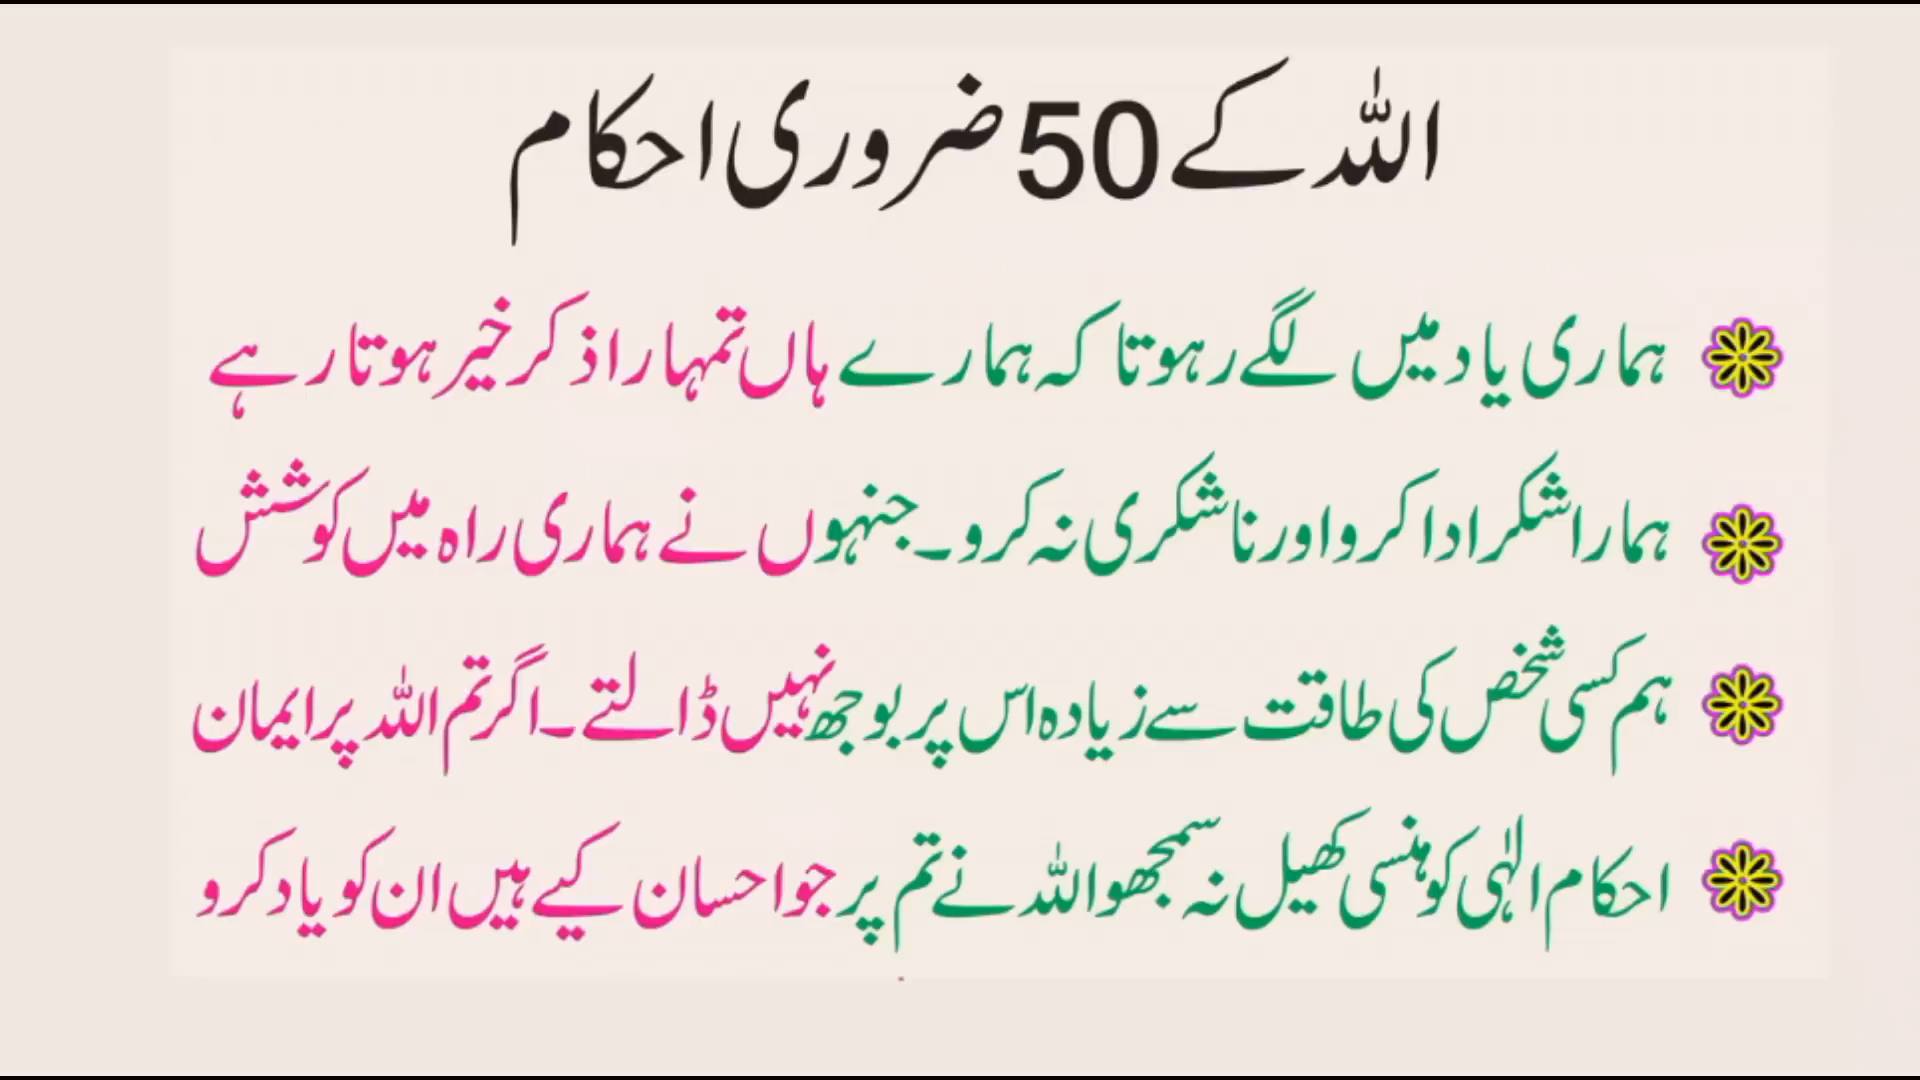 اللہ کے 50 ضروری احکام
ہماری یاد میں لگے رہو تا کہ ہمارے ہاں تمہارا ذکر خیر ہوتا رہے
ہمارا شکر ادا کرو اور ناشکری نہ کرو۔ جنہوں نے ہماری راہ میں کوشش
ہم کسی شخص کی طاقت سے زیادہ اس پر بوجھ نہیں ڈالتے۔ اگر تم اللہ پر ایمان
احکام الٰہی کو ہنسی کھیل نہ سمجھو اللہ نے تم پر جو احسان کیے ہیں ان کو یاد کرو